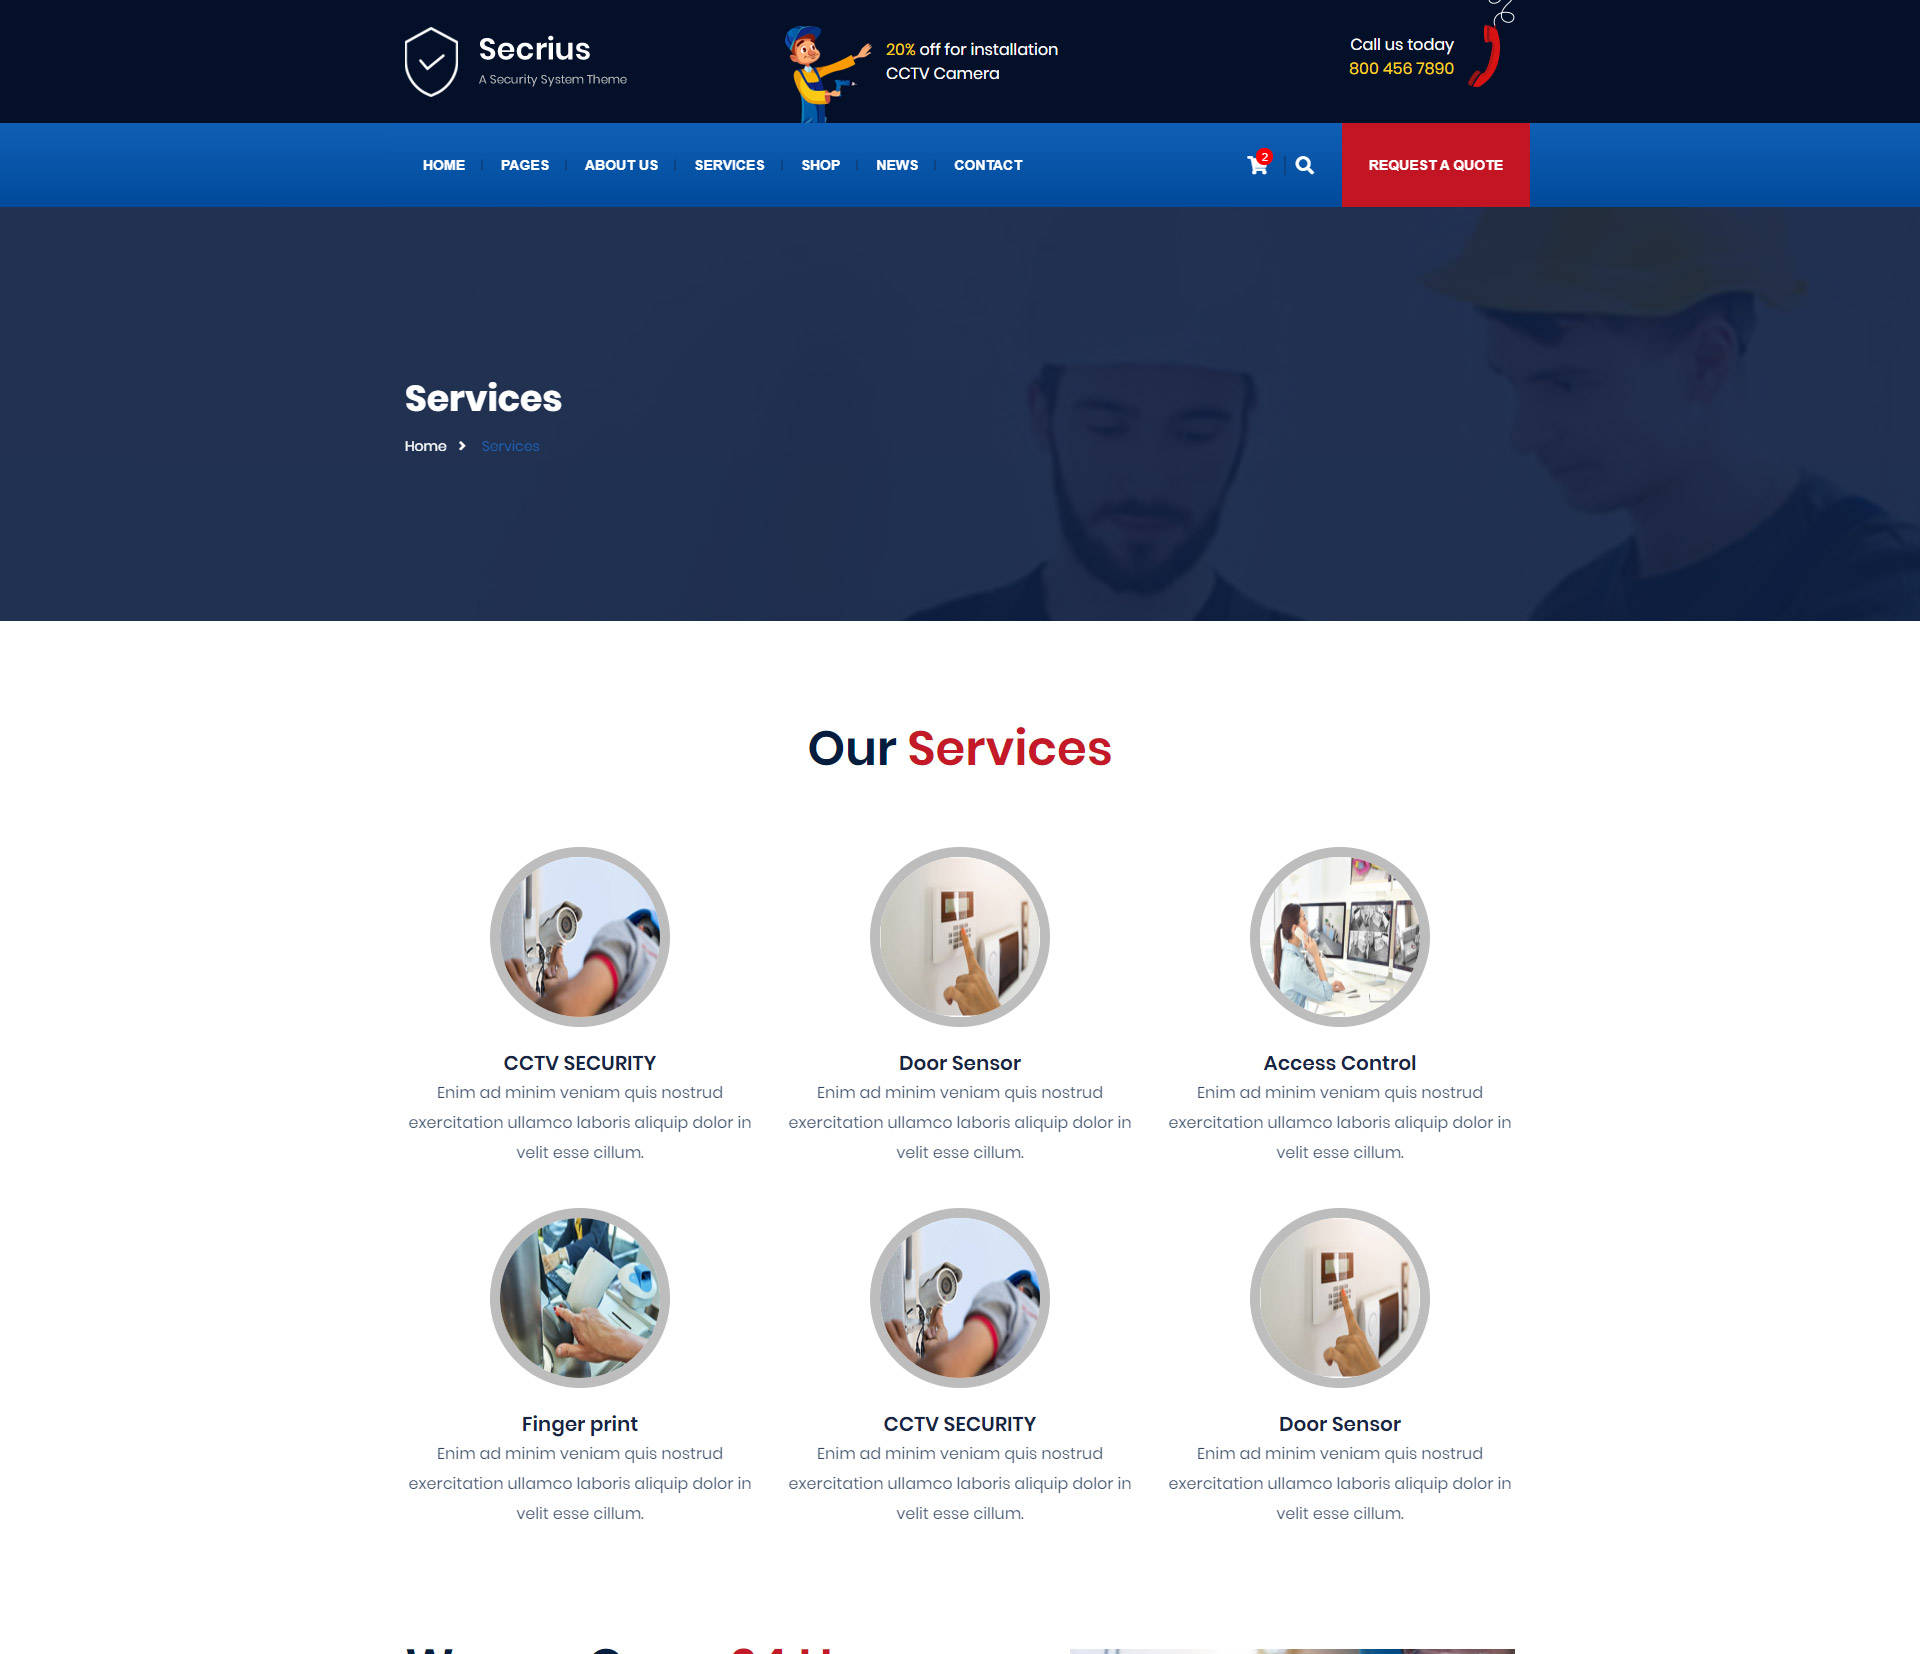 Secrius
A Security System Theme
20% off for installation
CCTV Camera
Call us today
800 456 7890
HOME
PAGES
ABOUT US
SERVICES
SHOP
NEWS
CONTACT
2
REQUEST A QUOTE
Services
Home
Services
Our Services
CCTV SECURITY
Enim ad minim veniam quis nostrud
exercitation ullamco laboris aliquip dolor in
velit esse cillum.
Door Sensor
Enim ad minim veniam quis nostrud
exercitation ullamco laboris aliquip dolor in
velit esse cillum.
Access Control
Enim ad minim veniam quis nostrud
exercitation ullamco laboris aliquip dolor in
velit esse cillum.
Finger print
Enim ad minim veniam quis nostrud
exercitation ullamco laboris aliquip dolor in
velit esse cillum.
CCTV SECURITY
Enim ad minim veniam quis nostrud
exercitation ullamco laboris aliquip dolor in
velit esse cillum.
Door Sensor
Enim ad minim veniam quis nostrud
exercitation ullamco laboris aliquip dolor in
velit esse cillum.